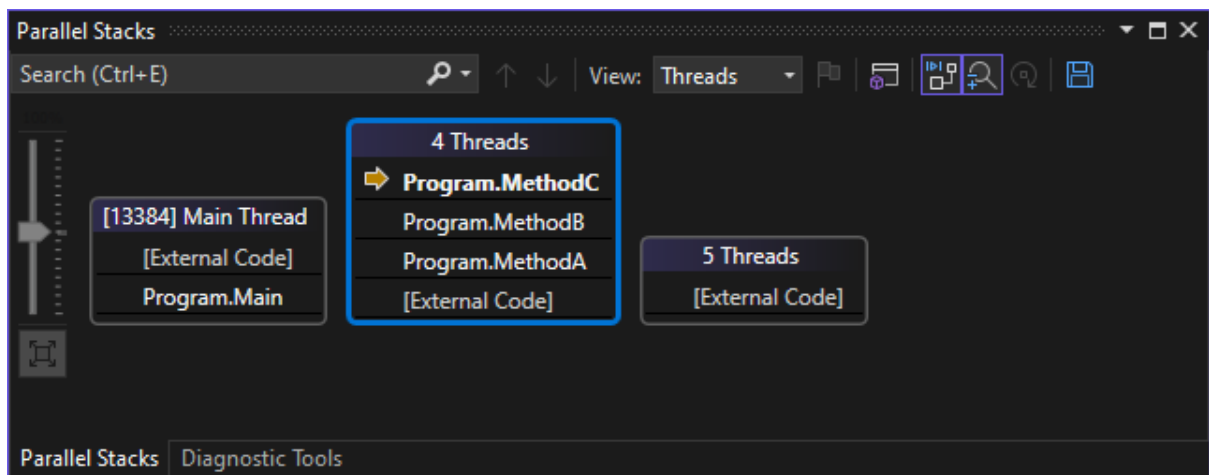 Parallel Stacks
Search (Ctrl+E)
View: Threads
[13384] Main Thread
[External Code]
Program.Main
4 Threads
Program.MethodC
Program.MethodB
Program.MethodA
[External Code]
5 Threads
[External Code]
Parallel Stacks
Diagnostic Tools